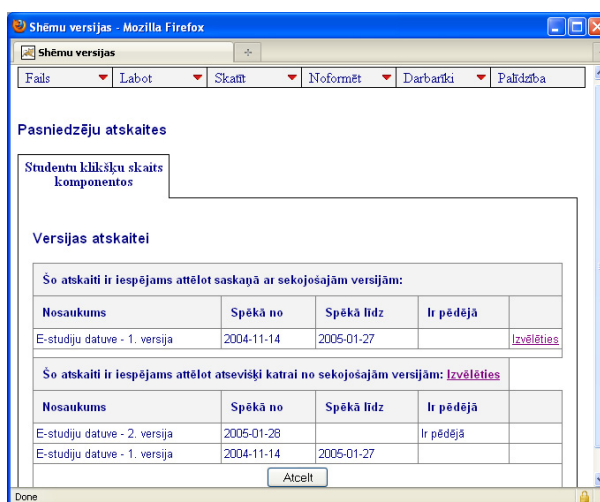 Shēmu versijas - Mozilla Firefox
Shēmu versijas
Fails Labot Skatīt Noformēt Darbarīki Palīdzība
Pasniedzēju atskaites
Studentu klikšķu skaits
komponentos
Versijas atskaitei
Šo atskaiti ir iespējams attēlot saskaņā ar sekojošajām versijām:
Nosaukums Spēkā no Spēkā līdz Ir pēdējā
E-studiju datuve - 1. versija 2004-11-14 2005-01-27 Izvēlēties
Šo atskaiti ir iespējams attēlot atsevišķi katrai no sekojošajām versijām: Izvēlēties
Nosaukums Spēkā no Spēkā līdz Ir pēdējā
E-studiju datuve - 2. versija 2005-01-28 Ir pēdējā
E-studiju datuve - 1. versija 2004-11-14 2005-01-27
Atcelt
Done